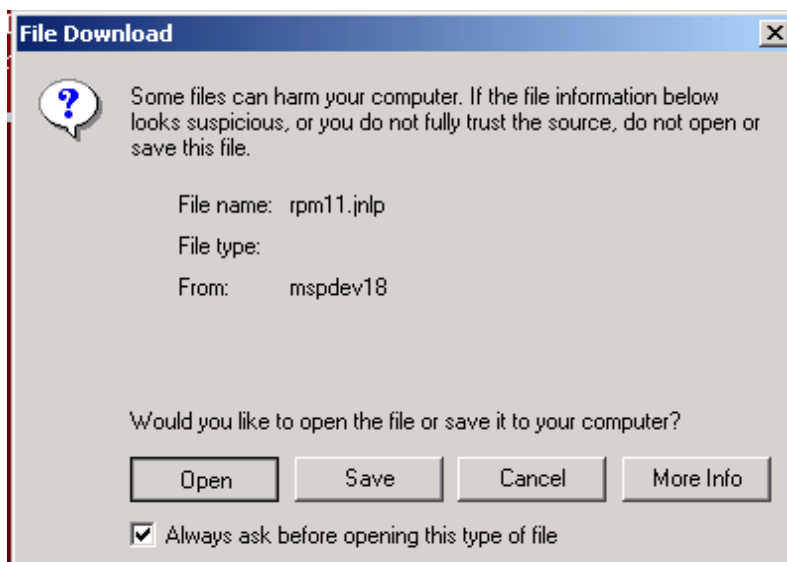 File Download
Some files can harm your computer. If the file information below
looks suspicious, or you do not fully trust the source, do not open or
save this file.
File name: rpm11.jnlp
File type:
From: mspdev18
Would you like to open the file or save it to your computer?
Open Save Cancel More Info
Always ask before opening this type of file